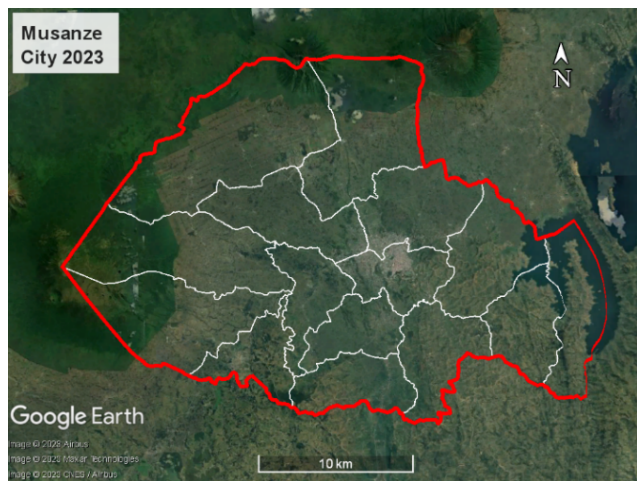 Musanze
City 2023
N
Google Earth
Image © 2023 Airbus
Image © 2023 Maxar Technologies
Image © 2023 CNES / Airbus
10 km